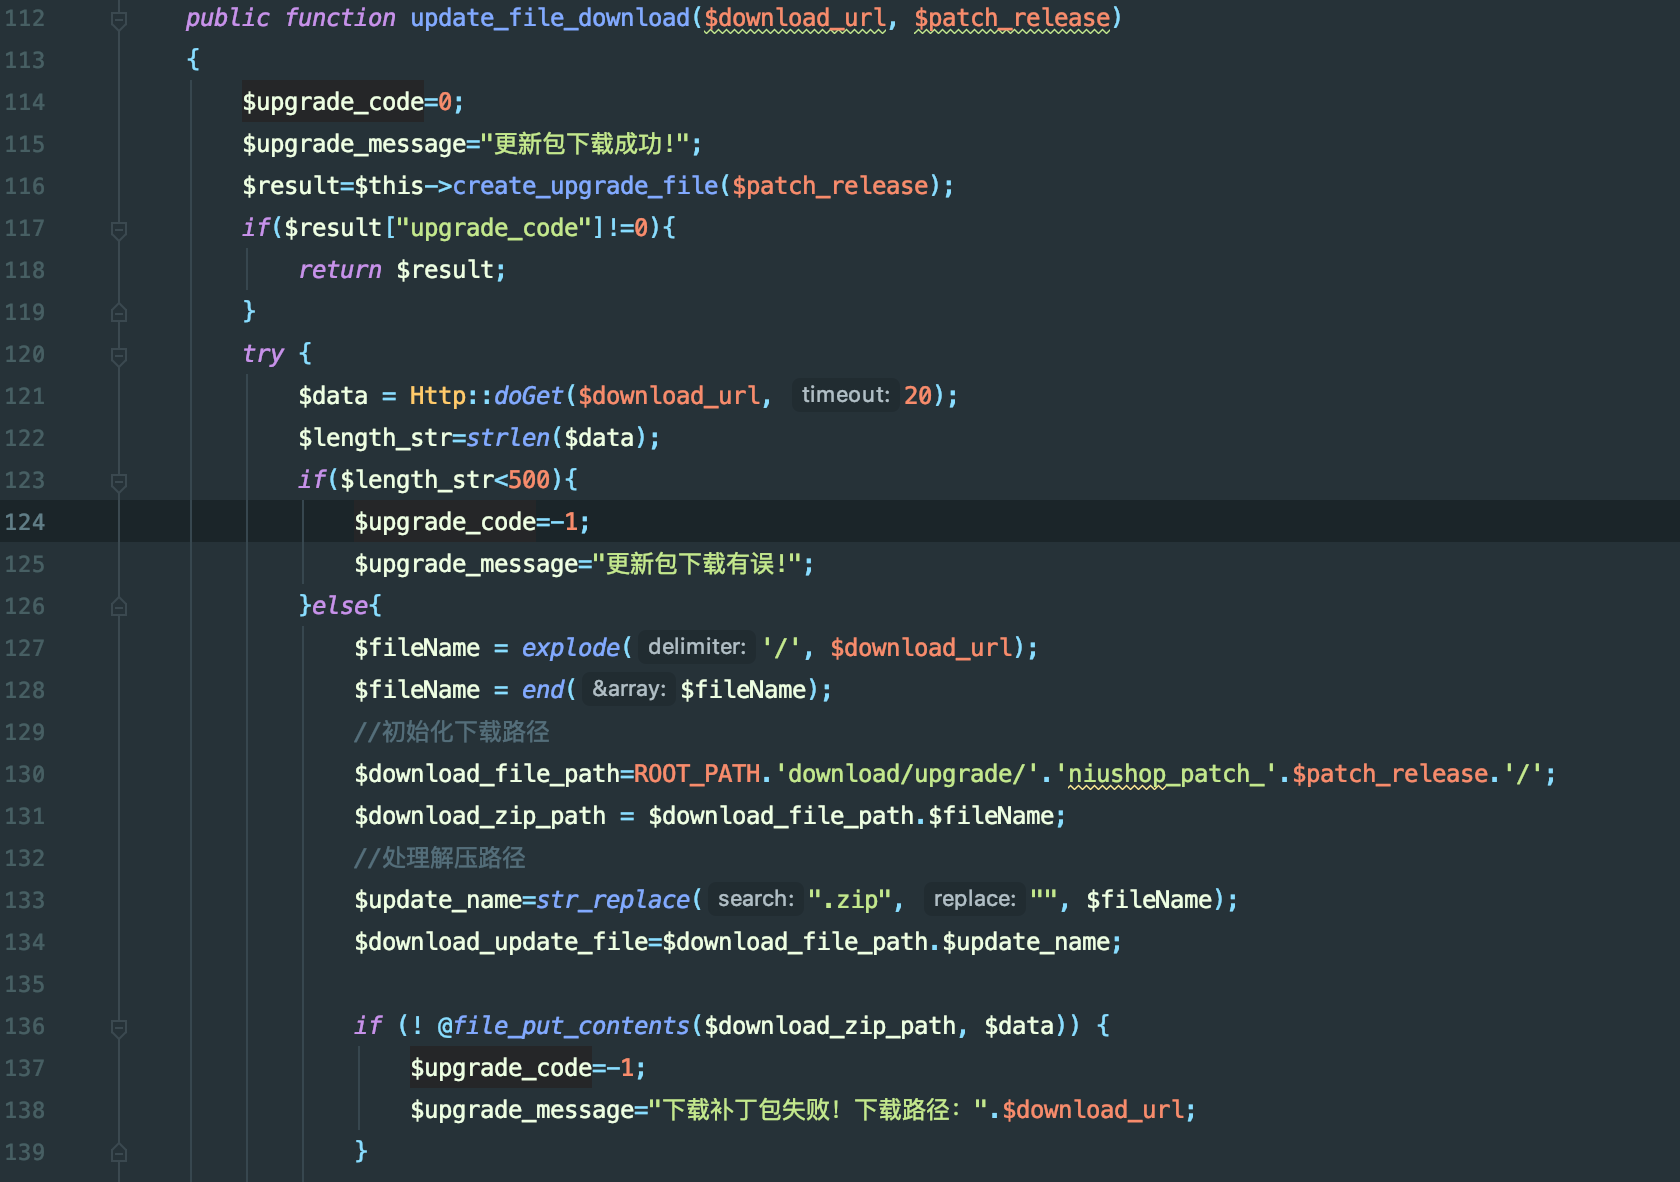 112 public function update_file_download($download_url, $patch_release)
113 {
114 $upgrade_code=0;
115 $upgrade_message="更新包下载成功!";
116 $result=$this->create_upgrade_file($patch_release);
117 if($result["upgrade_code"]!=0){
118 return $result;
119 }
120 try {
121 $data = Http::doGet($download_url, timeout: 20);
122 $length_str=strlen($data);
123 if($length_str<500){
124 $upgrade_code=-1;
125 $upgrade_message="更新包下载有误!";
126 }else{
127 $fileName = explode( delimiter: '/', $download_url);
128 $fileName = end( &array: $fileName);
129 //初始化下载路径
130 $download_file_path=ROOT_PATH.'download/upgrade/'.'niushop_patch_'.$patch_release.'/';
131 $download_zip_path = $download_file_path.$fileName;
132 //处理解压路径
133 $update_name=str_replace( search: ".zip", replace: "", $fileName);
134 $download_update_file=$download_file_path.$update_name;
135
136 if (! @file_put_contents($download_zip_path, $data)) {
137 $upgrade_code=-1;
138 $upgrade_message="下载补丁包失败! 下载路径: ".$download_url;
139 }